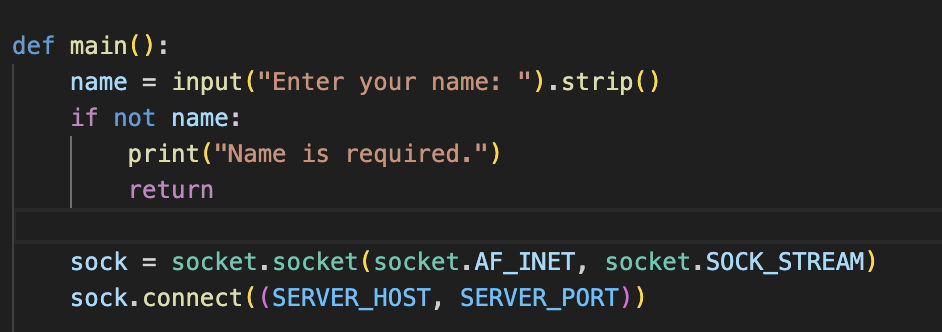 def main():
    name = input("Enter your name: ").strip()
    if not name:
        print("Name is required.")
        return

    sock = socket.socket(socket.AF_INET, socket.SOCK_STREAM)
    sock.connect((SERVER_HOST, SERVER_PORT))